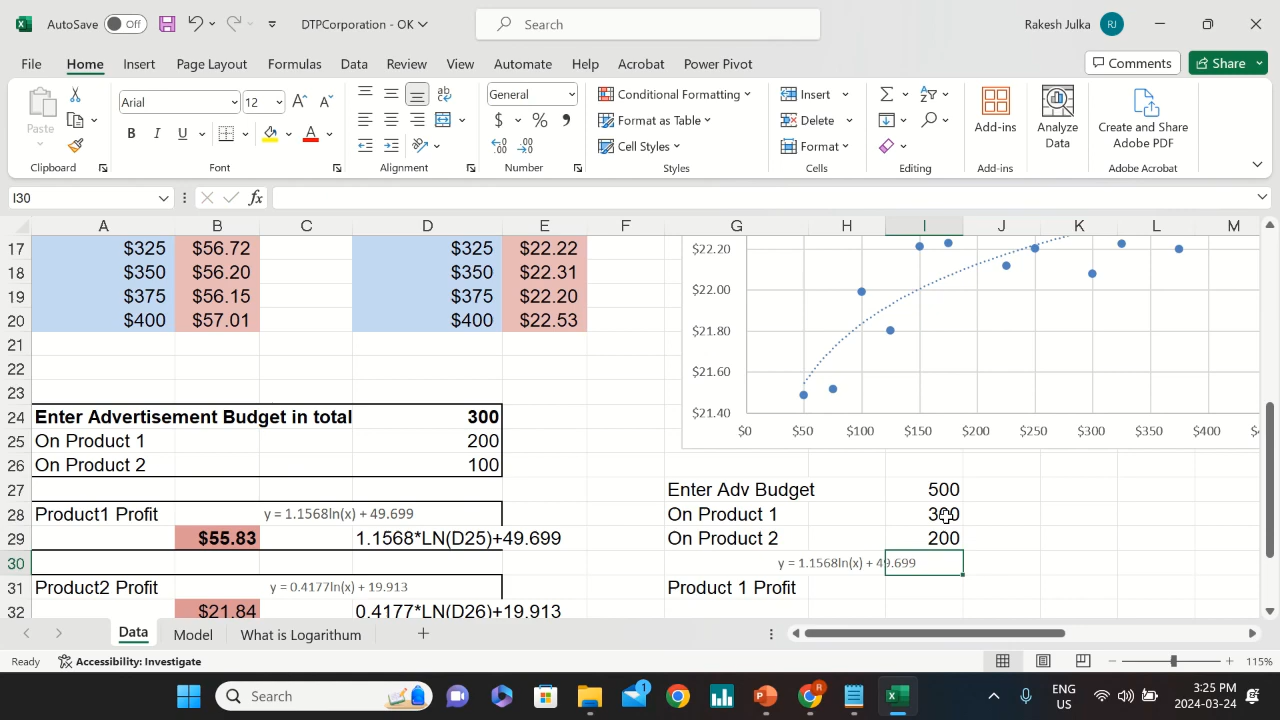 AutoSave Off DTPCorporation - OK Search Rakesh Julka RJ
File Home Insert Page Layout Formulas Data Review View Automate Help Acrobat Power Pivot Comments Share
Paste Arial 12 General Conditional Formatting Insert
B I U $ % Format as Table Delete Add-ins Analyze Data Create and Share Adobe PDF
Cell Styles Format
Clipboard Font Alignment Number Styles Cells Editing Add-ins Adobe Acrobat
I30 fx
A B C D E F G H I J K L M
17 $325 $56.72 $325 $22.22 $22.20
18 $350 $56.20 $350 $22.31 $22.00
19 $375 $56.15 $375 $22.20 $21.80
20 $400 $57.01 $400 $22.53
21 $21.60
22
23 $21.40
24 Enter Advertisement Budget in total 300 $0 $50 $100 $150 $200 $250 $300 $350 $400
25 On Product 1 200
26 On Product 2 100
27 Enter Adv Budget 500
28 Product1 Profit y = 1.1568ln(x) + 49.699 On Product 1 300
29 $55.83 1.1568*LN(D25)+49.699 On Product 2 200
30 y = 1.1568ln(x) + 49.699
31 Product2 Profit y = 0.4177ln(x) + 19.913 Product 1 Profit
32 $21.84 0.4177*LN(D26)+19.913
Data Model What is Logarithum
Ready Accessibility: Investigate 115%
Search 1 R ENG US 3:25 PM 2024-03-24